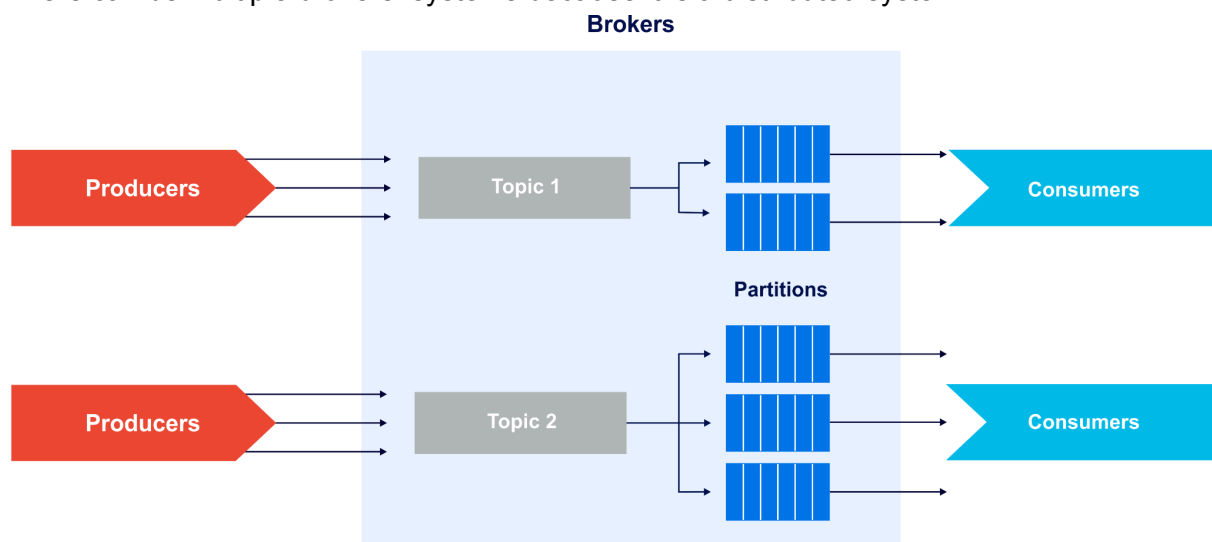 Brokers
Producers
Topic 1
Consumers
Partitions
Producers
Topic 2
Consumers